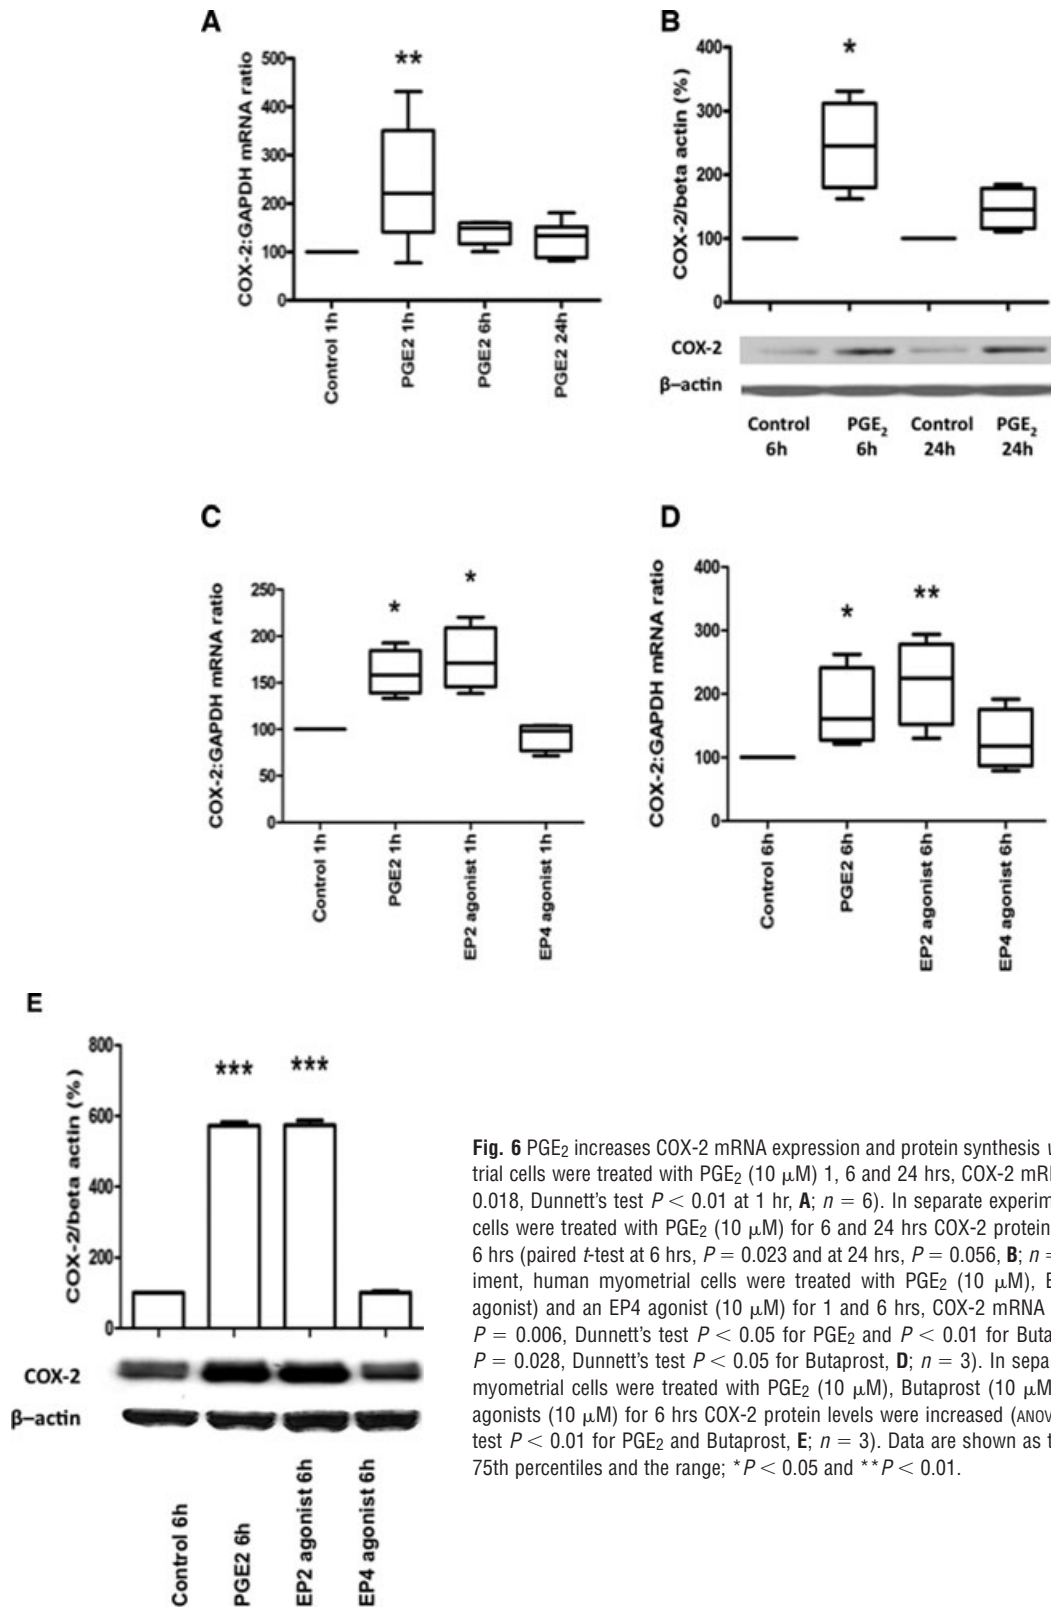 A
COX-2:GAPDH mRNA ratio
500
400
300
200
100
0
**
Control 1h
PGE2 1h
PGE2 6h
PGE2 24h
B
COX-2/beta actin (%)
400
300
200
100
0
*
COX-2
β–actin
Control 6h
PGE2 6h
Control 24h
PGE2 24h
C
COX-2:GAPDH mRNA ratio
250
200
150
100
50
0
*
*
Control 1h
PGE2 1h
EP2 agonist 1h
EP4 agonist 1h
D
COX-2:GAPDH mRNA ratio
400
300
200
100
0
*
**
Control 6h
PGE2 6h
EP2 agonist 6h
EP4 agonist 6h
E
COX-2/beta actin (%)
800
600
400
200
0
***
***
COX-2
β–actin
Control 6h
PGE2 6h
EP2 agonist 6h
EP4 agonist 6h
Fig. 6 PGE2 increases COX-2 mRNA expression and protein synthesis
trial cells were treated with PGE2 (10 μM) 1, 6 and 24 hrs, COX-2
0.018, Dunnett's test P < 0.01 at 1 hr, A; n = 6). In separate
cells were treated with PGE2 (10 μM) for 6 and 24 hrs COX-2 protein
6 hrs (paired t-test at 6 hrs, P = 0.023 and at 24 hrs, P = 0.056, B; n =
iment, human myometrial cells were treated with PGE2 (10 μM),
agonist) and an EP4 agonist (10 μM) for 1 and 6 hrs, COX-2 mRNA
P = 0.006, Dunnett's test P < 0.05 for PGE2 and P < 0.01 for
P = 0.028, Dunnett's test P < 0.05 for Butaprost, D; n = 3). In
myometrial cells were treated with PGE2 (10 μM), Butaprost (10
agonists (10 μM) for 6 hrs COX-2 protein levels were increased
test P < 0.01 for PGE2 and Butaprost, E; n = 3). Data are shown as
75th percentiles and the range; *P < 0.05 and **P < 0.01.